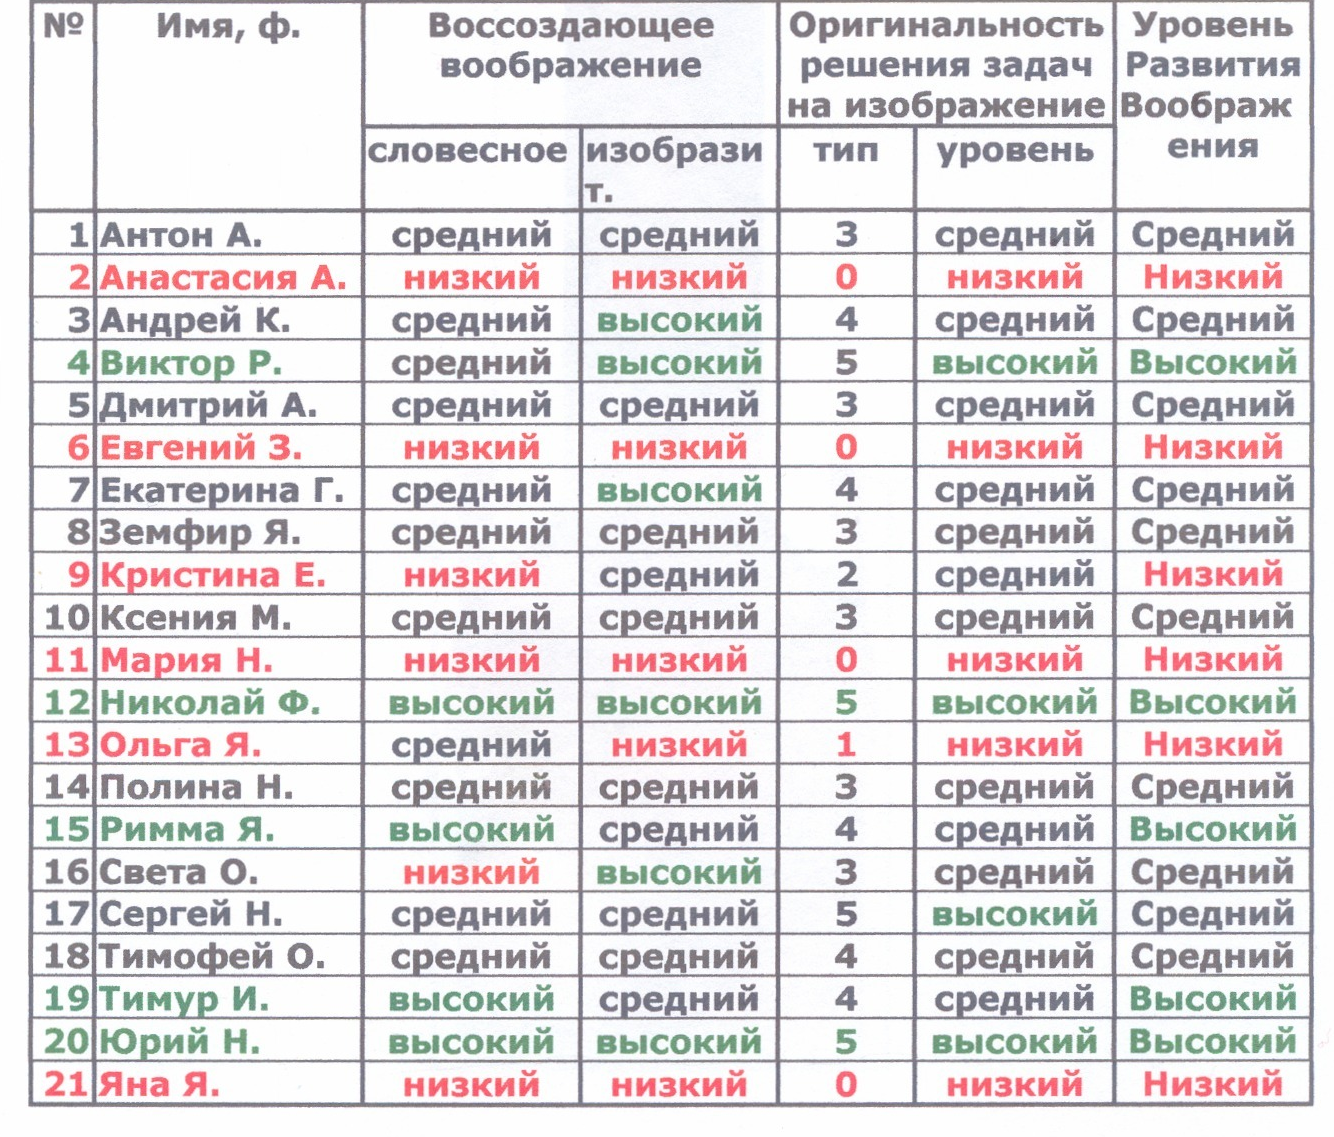 № Имя, ф. Воссоздающее воображение Оригинальность решения задач на изображение Уровень Развития Воображ ения
словесное изобрази т. тип уровень
1 Антон А. средний средний 3 средний Средний
2 Анастасия А. низкий низкий 0 низкий Низкий
3 Андрей К. средний высокий 4 средний Средний
4 Виктор Р. средний высокий 5 высокий Высокий
5 Дмитрий А. средний средний 3 средний Средний
6 Евгений З. низкий низкий 0 низкий Низкий
7 Екатерина Г. средний высокий 4 средний Средний
8 Земфир Я. средний средний 3 средний Средний
9 Кристина Е. низкий средний 2 средний Низкий
10 Ксения М. средний средний 3 средний Средний
11 Мария Н. низкий низкий 0 низкий Низкий
12 Николай Ф. высокий высокий 5 высокий Высокий
13 Ольга Я. средний низкий 1 низкий Низкий
14 Полина Н. средний средний 3 средний Средний
15 Римма Я. высокий средний 4 средний Высокий
16 Света О. низкий высокий 3 средний Средний
17 Сергей Н. средний средний 5 высокий Средний
18 Тимофей О. средний средний 4 средний Средний
19 Тимур И. высокий средний 4 средний Высокий
20 Юрий Н. высокий высокий 5 высокий Высокий
21 Яна Я. низкий низкий 0 низкий Низкий